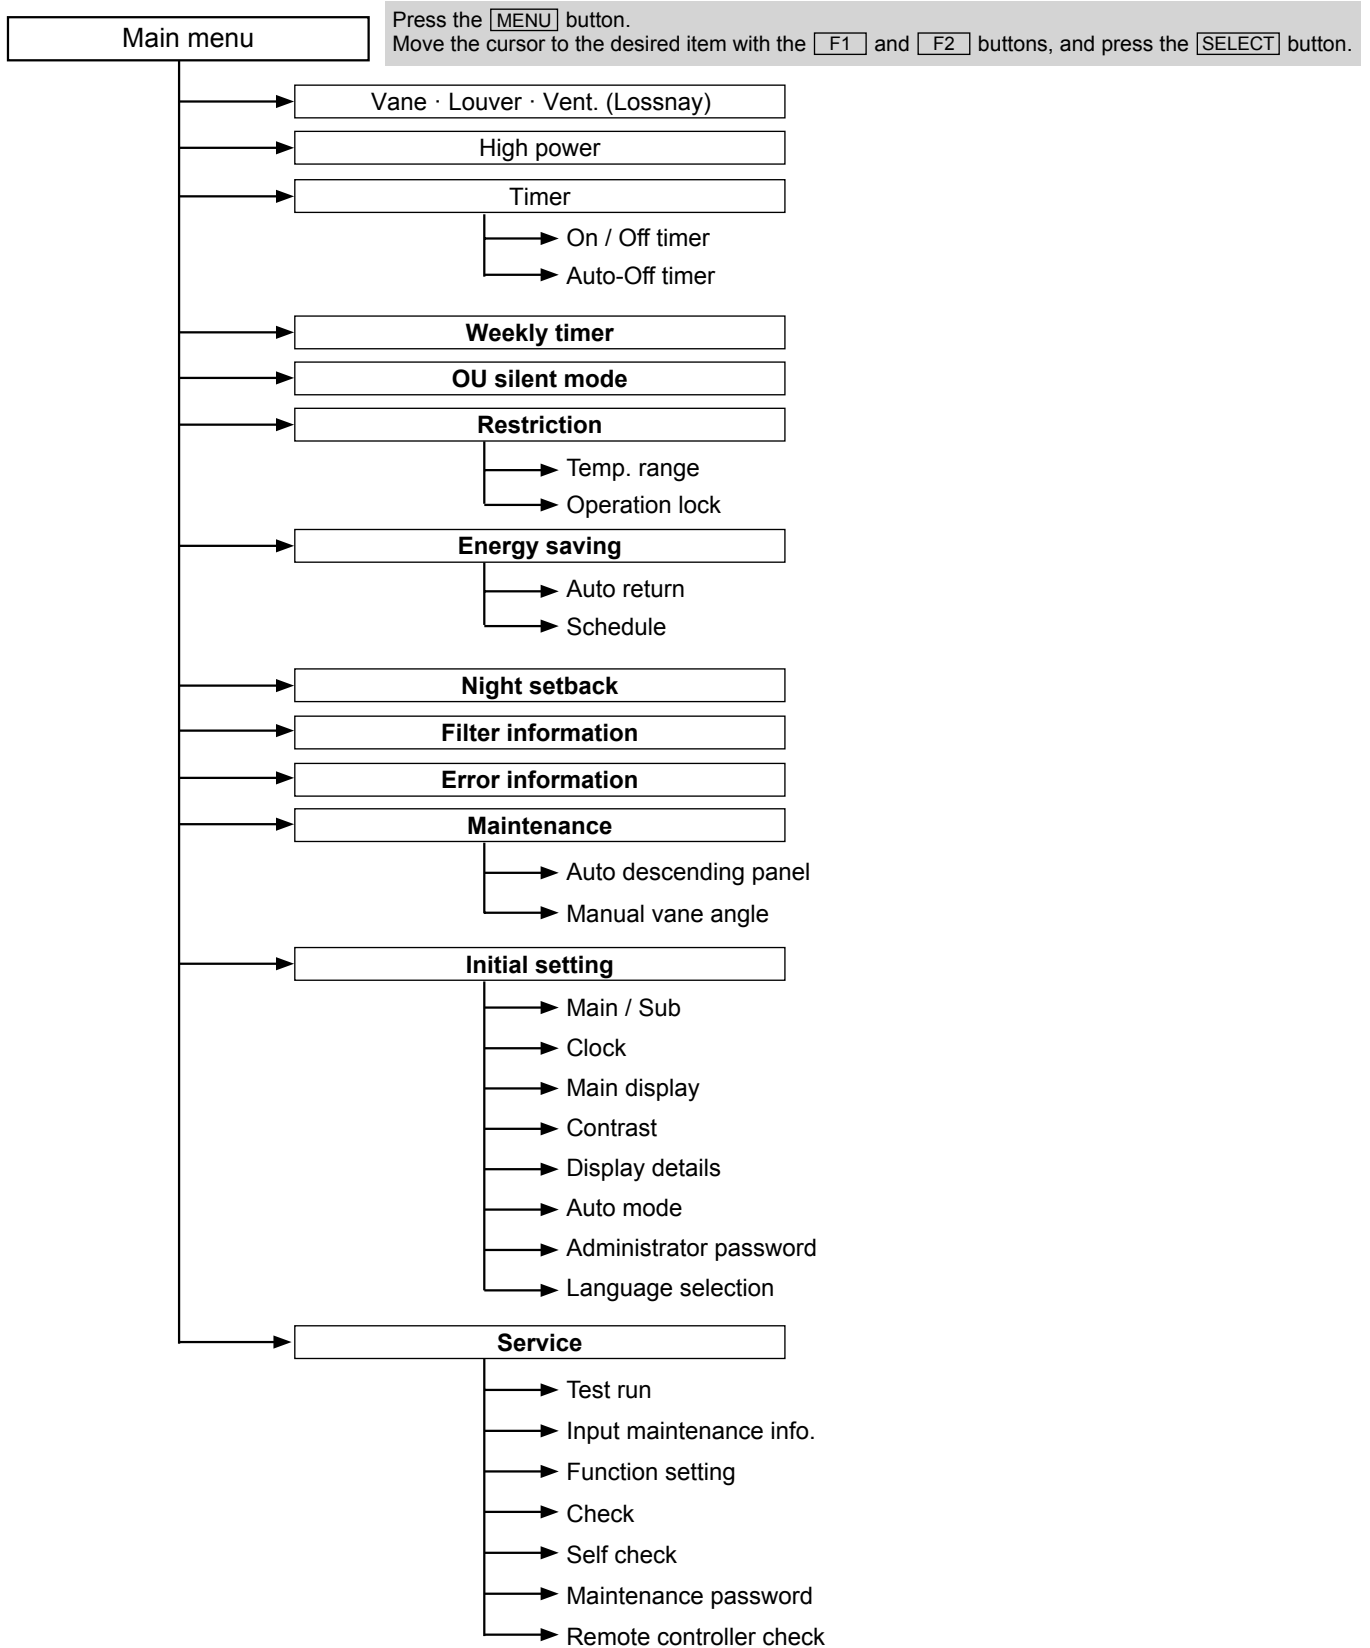 Main menu
Press the MENU button.
Move the cursor to the desired item with the F1 and F2 buttons, and press the SELECT button.
Vane · Louver · Vent. (Lossnay)
High power
Timer
On / Off timer
Auto-Off timer
Weekly timer
OU silent mode
Restriction
Temp. range
Operation lock
Energy saving
Auto return
Schedule
Night setback
Filter information
Error information
Maintenance
Auto descending panel
Manual vane angle
Initial setting
Main / Sub
Clock
Main display
Contrast
Display details
Auto mode
Administrator password
Language selection
Service
Test run
Input maintenance info.
Function setting
Check
Self check
Maintenance password
Remote controller check